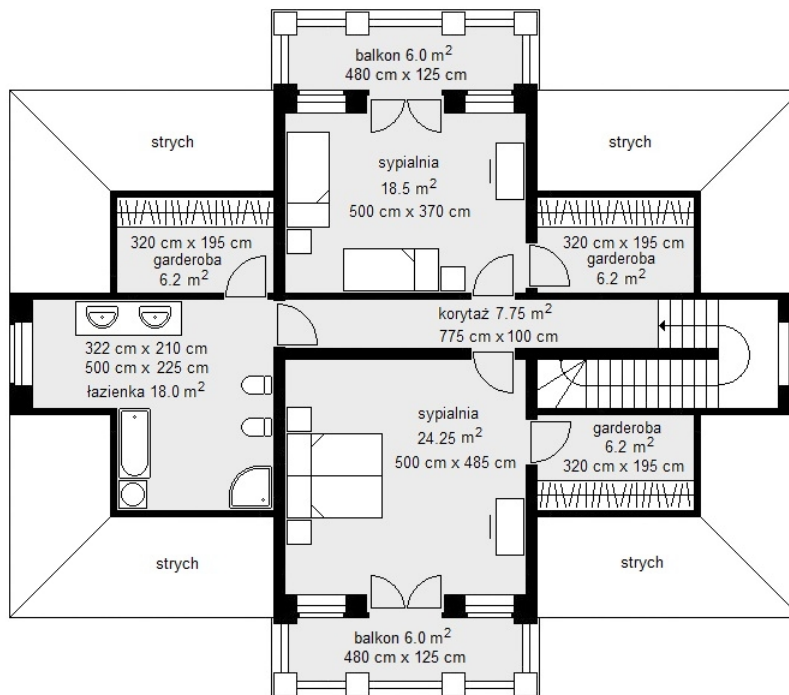 balkon 6.0 m²
480 cm x 125 cm
strych
strych
sypialnia
18.5 m²
500 cm x 370 cm
320 cm x 195 cm
garderoba
6.2 m²
320 cm x 195 cm
garderoba
6.2 m²
korytaż 7.75 m²
775 cm x 100 cm
322 cm x 210 cm
500 cm x 225 cm
łazienka 18.0 m²
sypialnia
24.25 m²
500 cm x 485 cm
garderoba
6.2 m²
320 cm x 195 cm
strych
strych
balkon 6.0 m²
480 cm x 125 cm